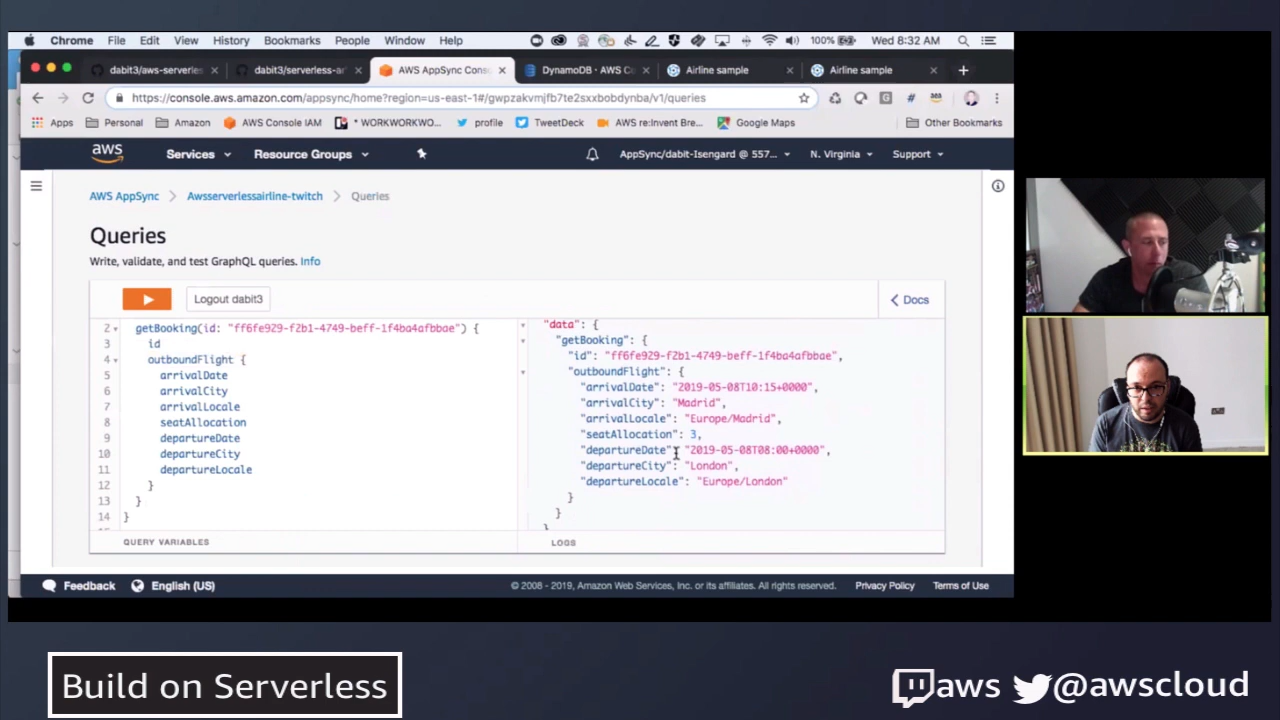 Chrome File Edit View History Bookmarks People Window Help 100% Wed 8:32 AM
dabit3/aws-serverles dabit3/serverless-ar AWS AppSync Conso DynamoDB · AWS Co Airline sample Airline sample
https://console.aws.amazon.com/appsync/home?region=us-east-1#/gwpzakvmjfb7te2sxxbobdynba/v1/queries
Apps Personal Amazon AWS Console IAM * WORKWORKWO... profile TweetDeck AWS re:Invent Bre... Google Maps Other Bookmarks
aws Services Resource Groups AppSync/dabit-Isengard @ 557... N. Virginia Support
AWS AppSync Awsserverlessairline-twitch Queries
Queries
Write, validate, and test GraphQL queries. Info
Logout dabit3 Docs
2 getBooking(id: "ff6fe929-f2b1-4749-beff-1f4ba4afbbae") {
3 id
4 outboundFlight {
5 arrivalDate
6 arrivalCity
7 arrivalLocale
8 seatAllocation
9 departureDate
10 departureCity
11 departureLocale
12 }
13 }
14 }
"data": {
"getBooking": {
"id": "ff6fe929-f2b1-4749-beff-1f4ba4afbbae",
"outboundFlight": {
"arrivalDate": "2019-05-08T10:15+0000",
"arrivalCity": "Madrid",
"arrivalLocale": "Europe/Madrid",
"seatAllocation": 3,
"departureDate": "2019-05-08T08:00+0000",
"departureCity": "London",
"departureLocale": "Europe/London"
}
}
}
QUERY VARIABLES LOGS
Feedback English (US) © 2008 - 2019, Amazon Web Services, Inc. or its affiliates. All rights reserved. Privacy Policy Terms of Use
Build on Serverless
aws @awscloud